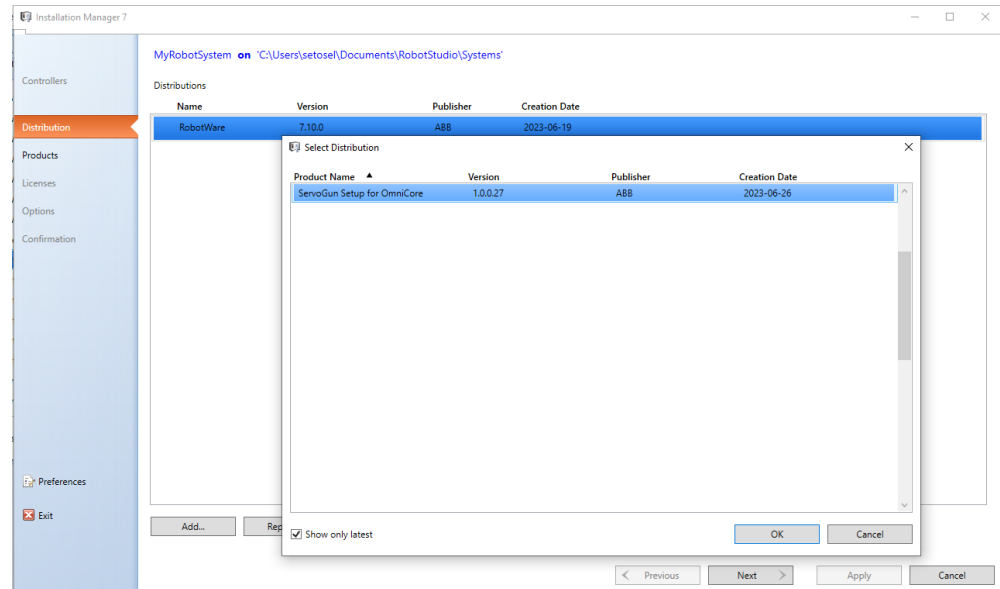 Installation Manager 7
MyRobotSystem on 'C:\Users\setosel\Documents\RobotStudio\Systems'
Controllers
Distribution
Products
Licenses
Options
Confirmation
Preferences
Exit
Distributions
Name Version Publisher Creation Date
RobotWare 7.10.0 ABB 2023-06-19
Select Distribution
Product Name Version Publisher Creation Date
ServoGun Setup for OmniCore 1.0.0.27 ABB 2023-06-26
Show only latest
OK Cancel
Add...
Previous Next Apply Cancel